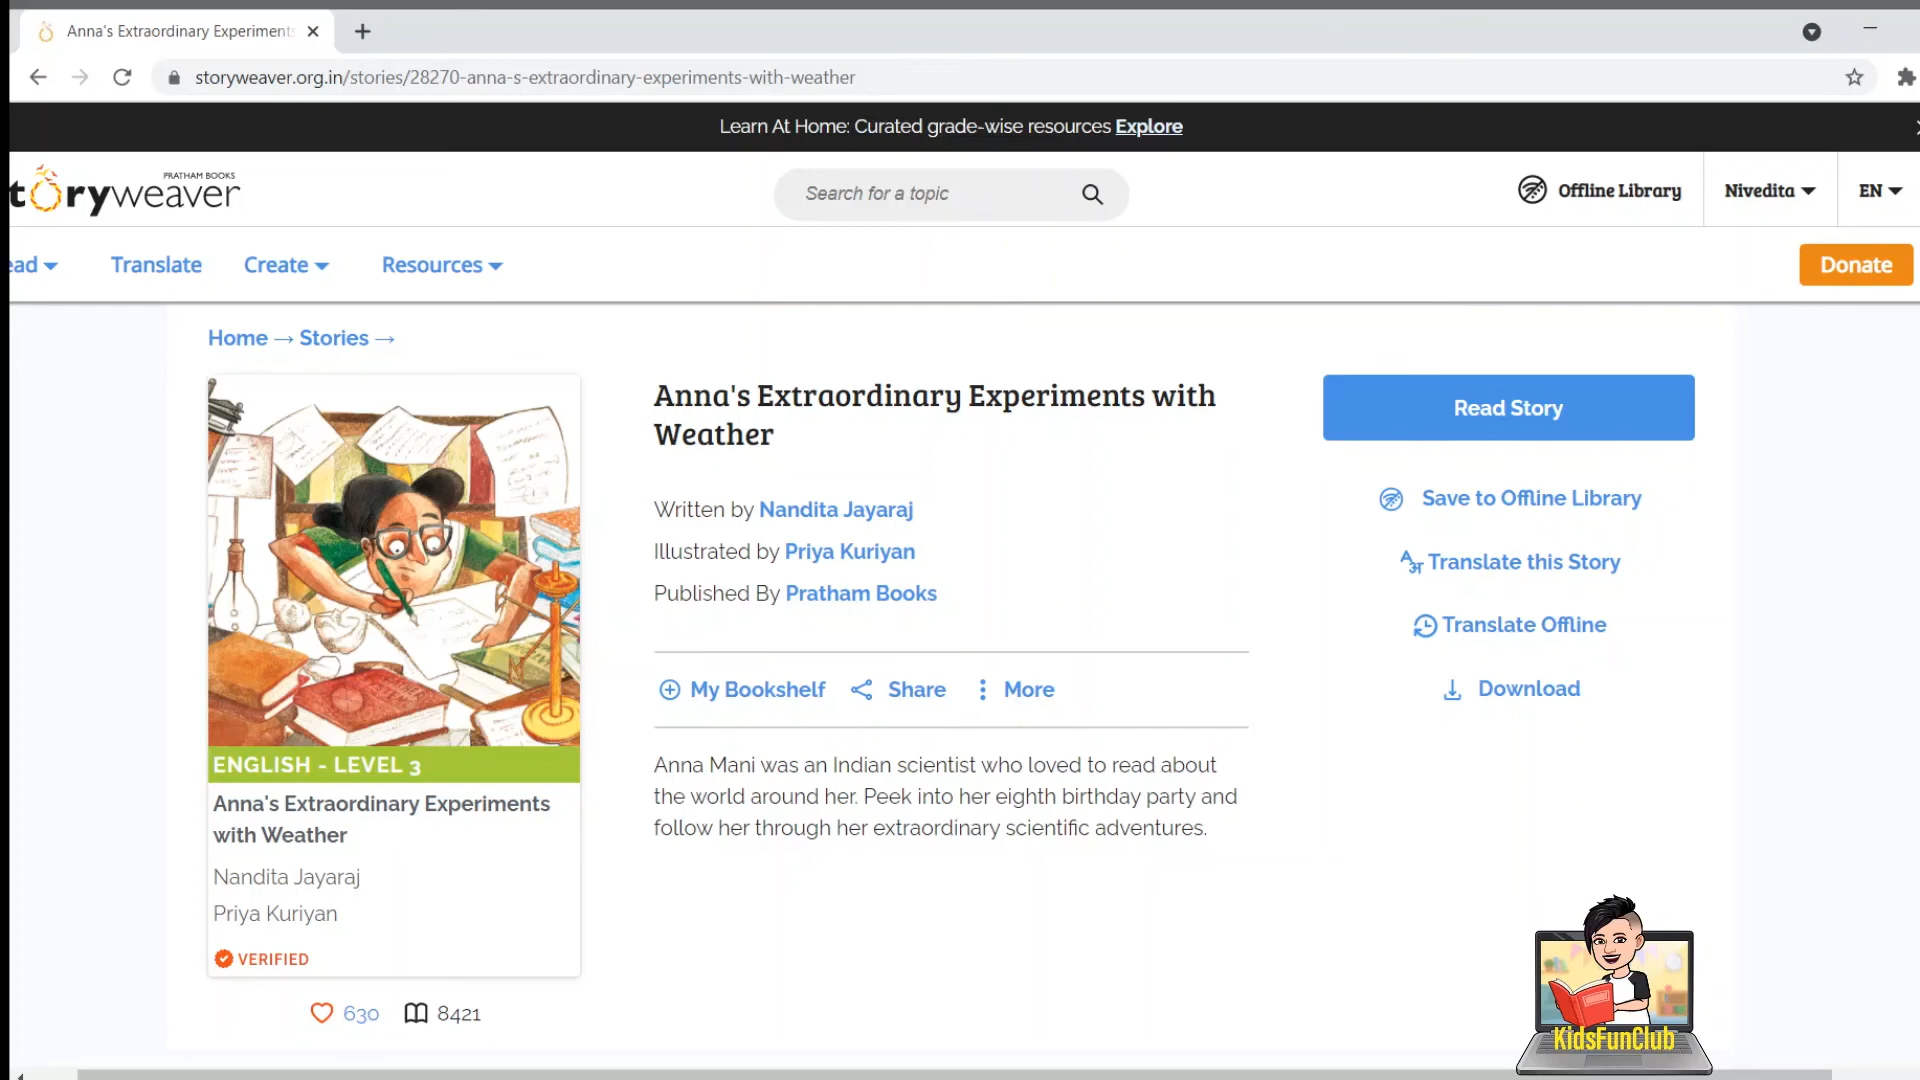 Anna's Extraordinary Experiments
storyweaver.org.in/stories/28270-anna-s-extraordinary-experiments-with-weather
Learn At Home: Curated grade-wise resources Explore
PRATHAM BOOKS
toryweaver
Search for a topic
Offline Library
Nivedita
EN
ead
Translate
Create
Resources
Donate
Home → Stories →
Anna's Extraordinary Experiments with
Weather
Written by Nandita Jayaraj
Illustrated by Priya Kuriyan
Published By Pratham Books
My Bookshelf
Share
More
Anna Mani was an Indian scientist who loved to read about
the world around her. Peek into her eighth birthday party and
follow her through her extraordinary scientific adventures.
Read Story
Save to Offline Library
Translate this Story
Translate Offline
Download
ENGLISH - LEVEL 3
Anna's Extraordinary Experiments
with Weather
Nandita Jayaraj
Priya Kuriyan
VERIFIED
630
8421
KidsFunClub